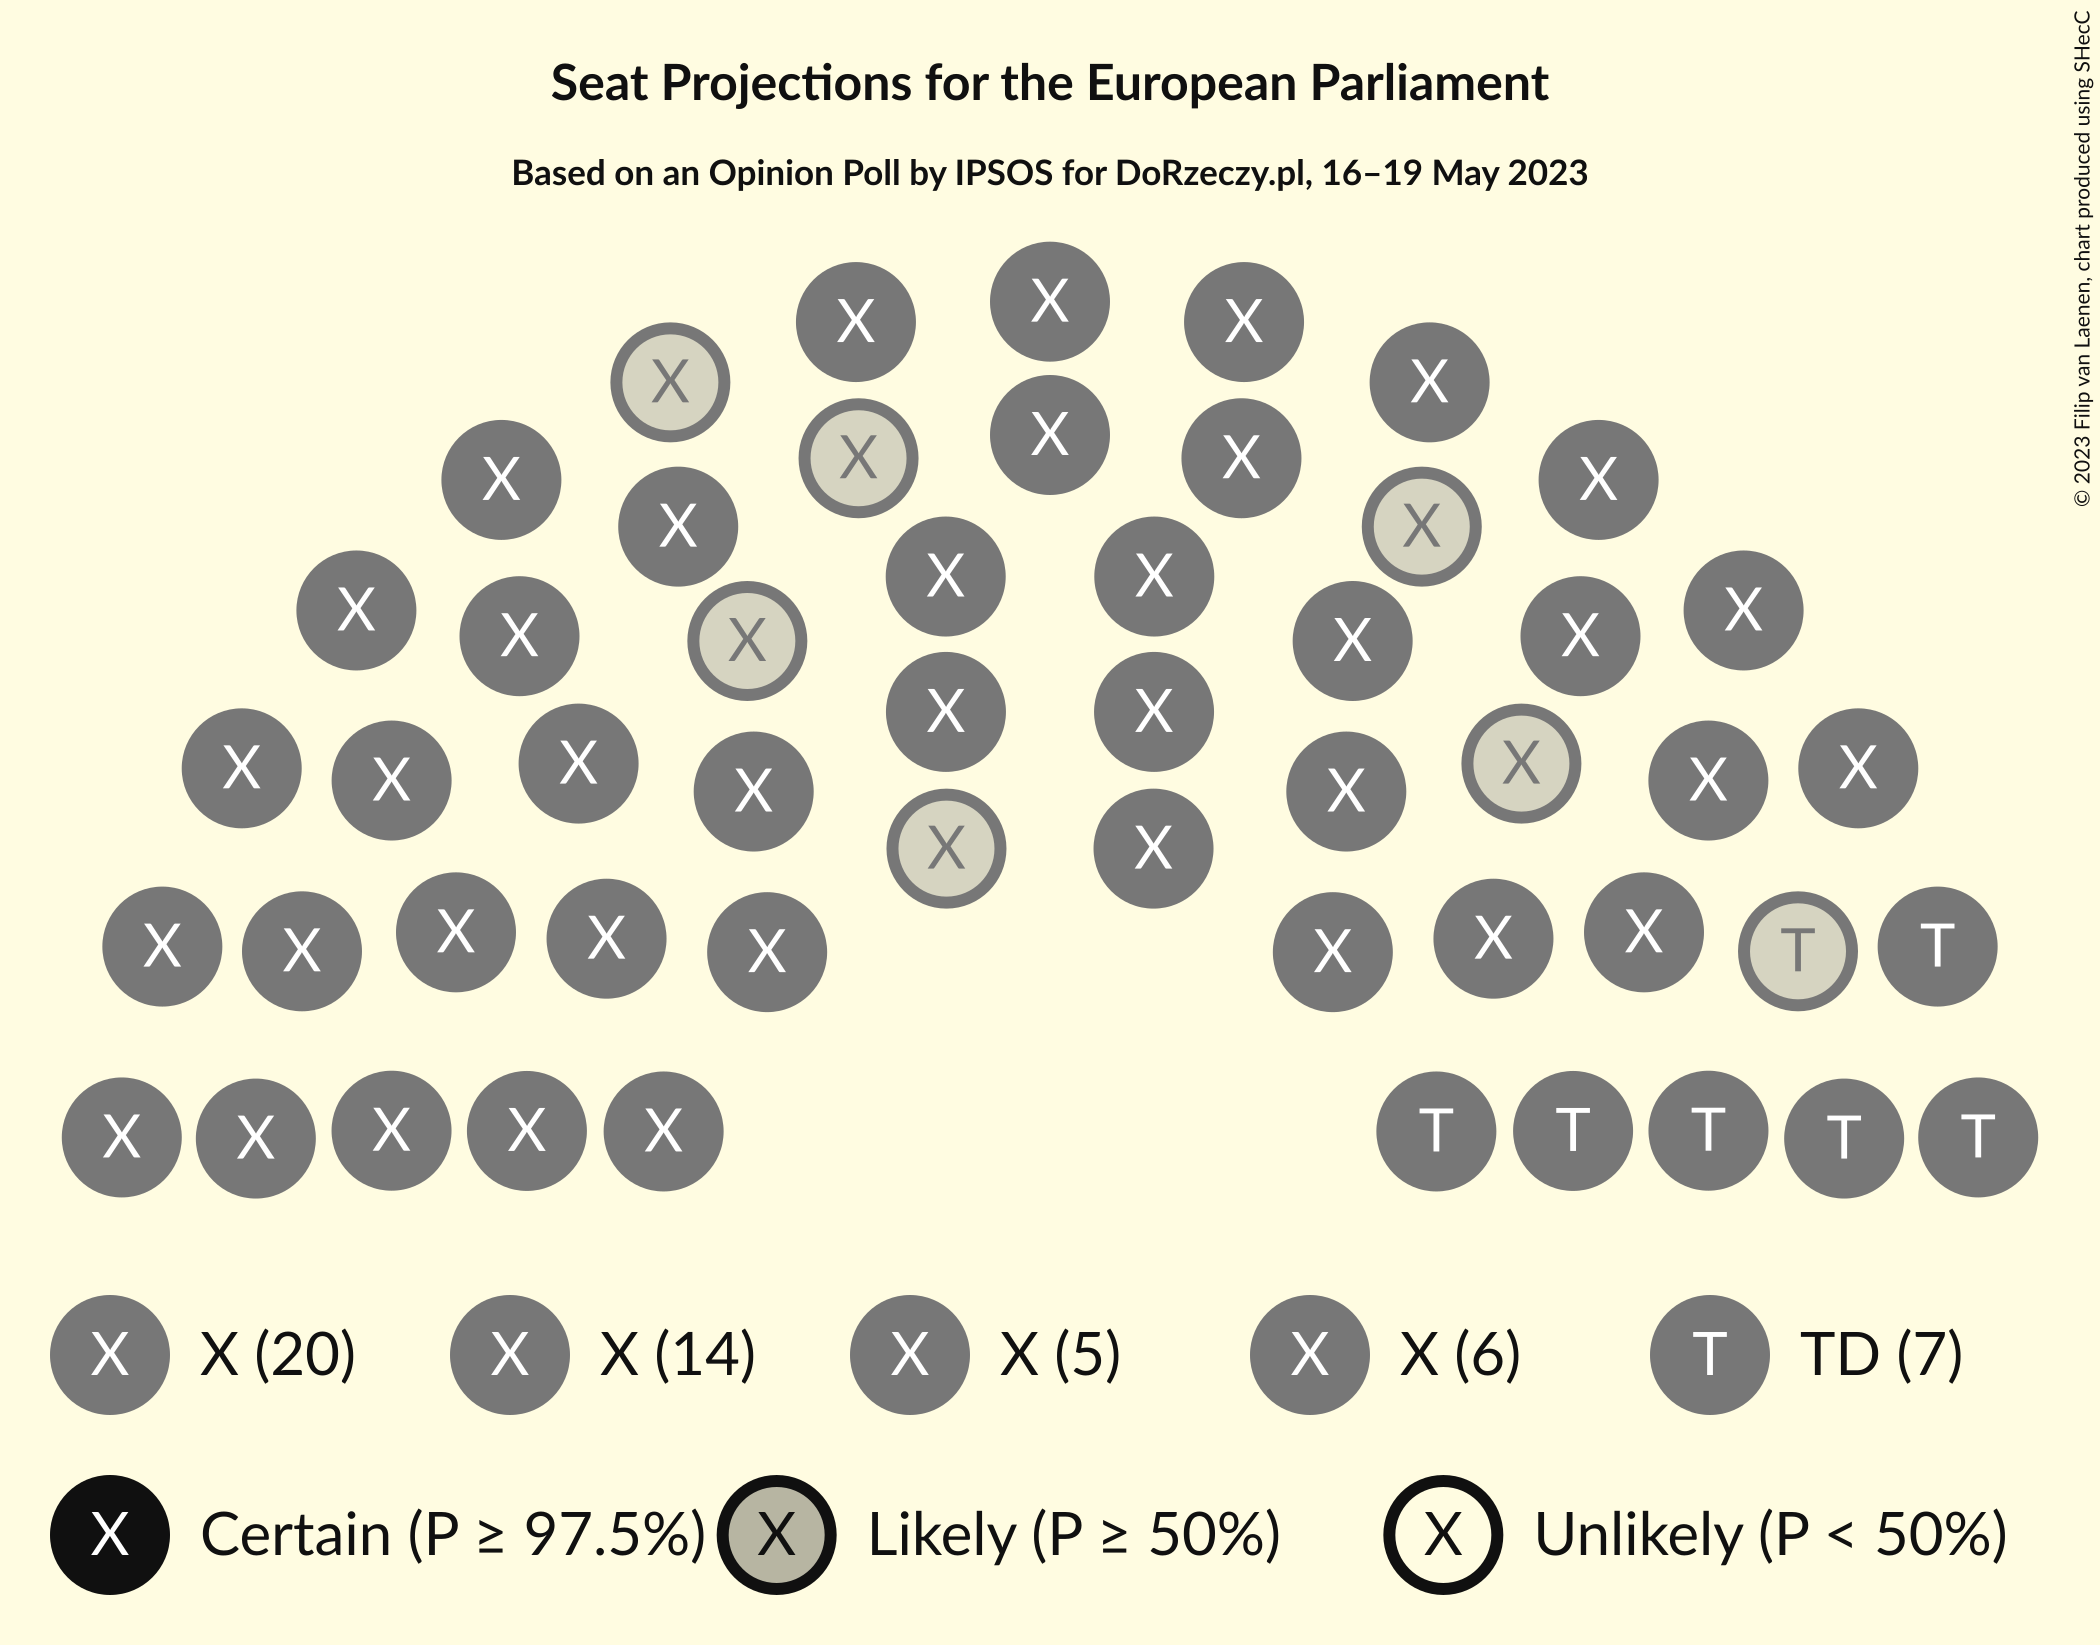 Seat Projections for the European Parliament
Based on an Opinion Poll by IPSOS for DoRzeczy.pl, 16–19 May 2023
© 2023 Filip van Laenen, chart produced using SHecC
X X X
X X
X X X X
X X X X
X X X X
X X X X
X X
X X X X
X X X X
X X
X X X X X X X T T
X
X X X X X T T T T T
X X (20) X X (14) X X (5) X X (6) T TD (7)
X Certain (P ≥ 97.5%) X Likely (P ≥ 50%) X Unlikely (P < 50%)